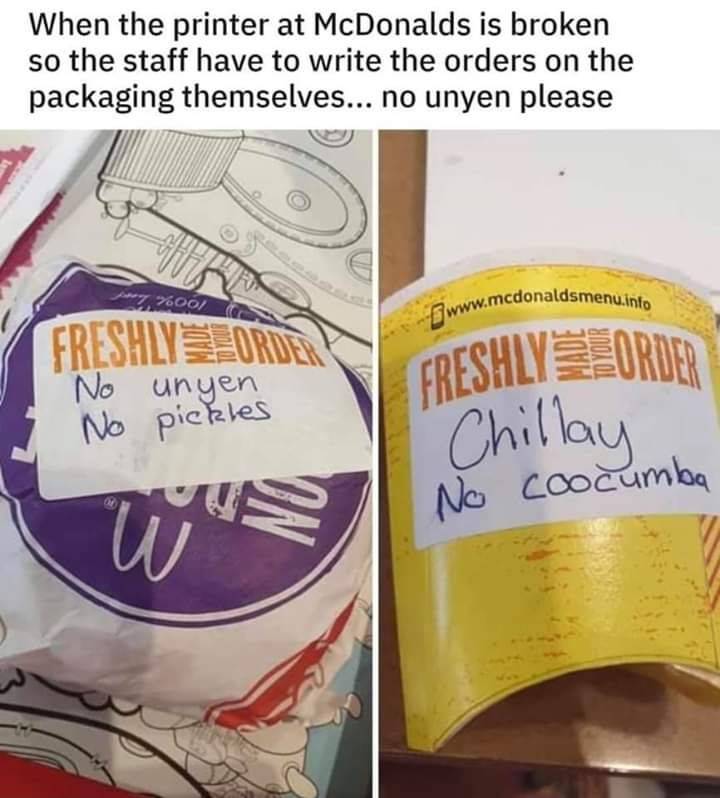 When the printer at McDonalds is broken
so the staff have to write the orders on the
packaging themselves... no unyen please
100%
FRESHLY MADE TO YOUR ORDER
No unyen
No pickles
www.mcdonaldsmenu.info
FRESHLY MADE TO YOUR ORDER
Chillay
No coocumba